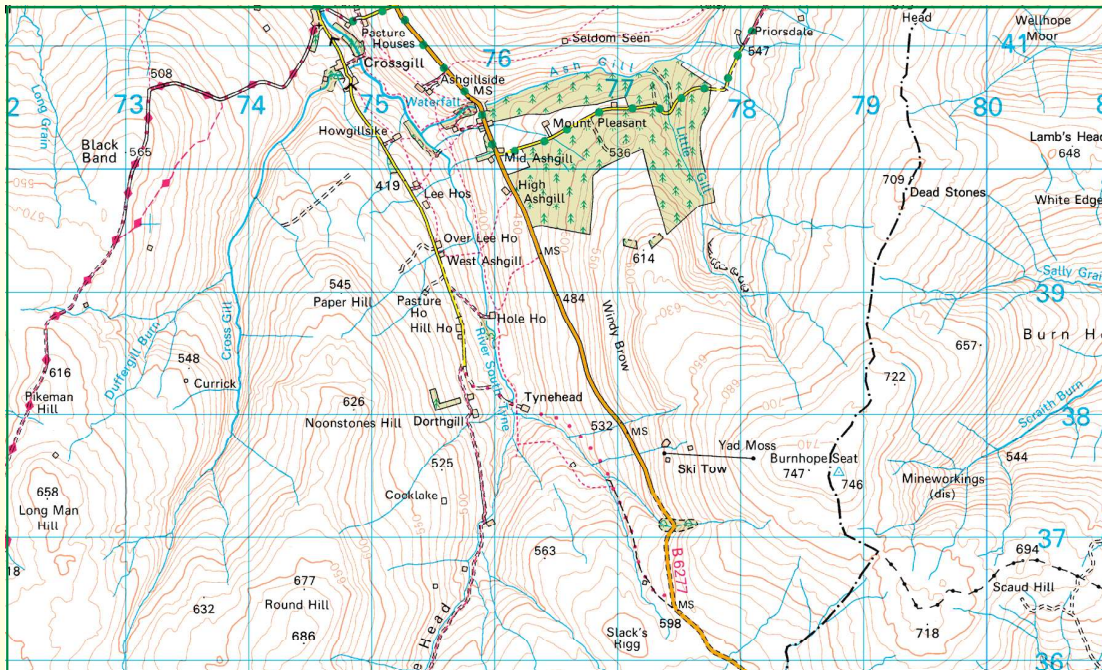 Head
Wellhope
Moor
Pasture
Houses
Seldom Seen
Priorsdale
547
41
76
Crossgill
508
Ashgillside
MS
Ash Gill
Long Grain
73
74
75
Waterfall
77
78
79
80
Howgillsike
Mount Pleasant
Little Gill
Black
Band
565
Mid Ashgill
536
Lamb's Head
648
550
570
419
Lee Hos
High
Ashgill
709
Dead Stones
White Edge
Over Lee Ho
West Ashgill
MS
614
Sally Grain
39
545
Paper Hill
Pasture
Ho
Hill Ho
484
Hole Ho
Windy Brow
630
Burn Ho
657
Duffergill Burn
Cross Gill
River South Tyne
548
Currick
616
Pikeman
Hill
722
626
Noonstones Hill
Dorthgill
Tynehead
38
Scraith Burn
532
MS
Yad Moss
Ski Tow
Burnhope Seat
747
746
740
544
Mineworkings
(dis)
525
Cocklake
658
Long Man
Hill
37
563
B 6277
694
Scaud Hill
18
677
Round Hill
632
686
MS
598
Slack's
Rigg
718
e Head
36